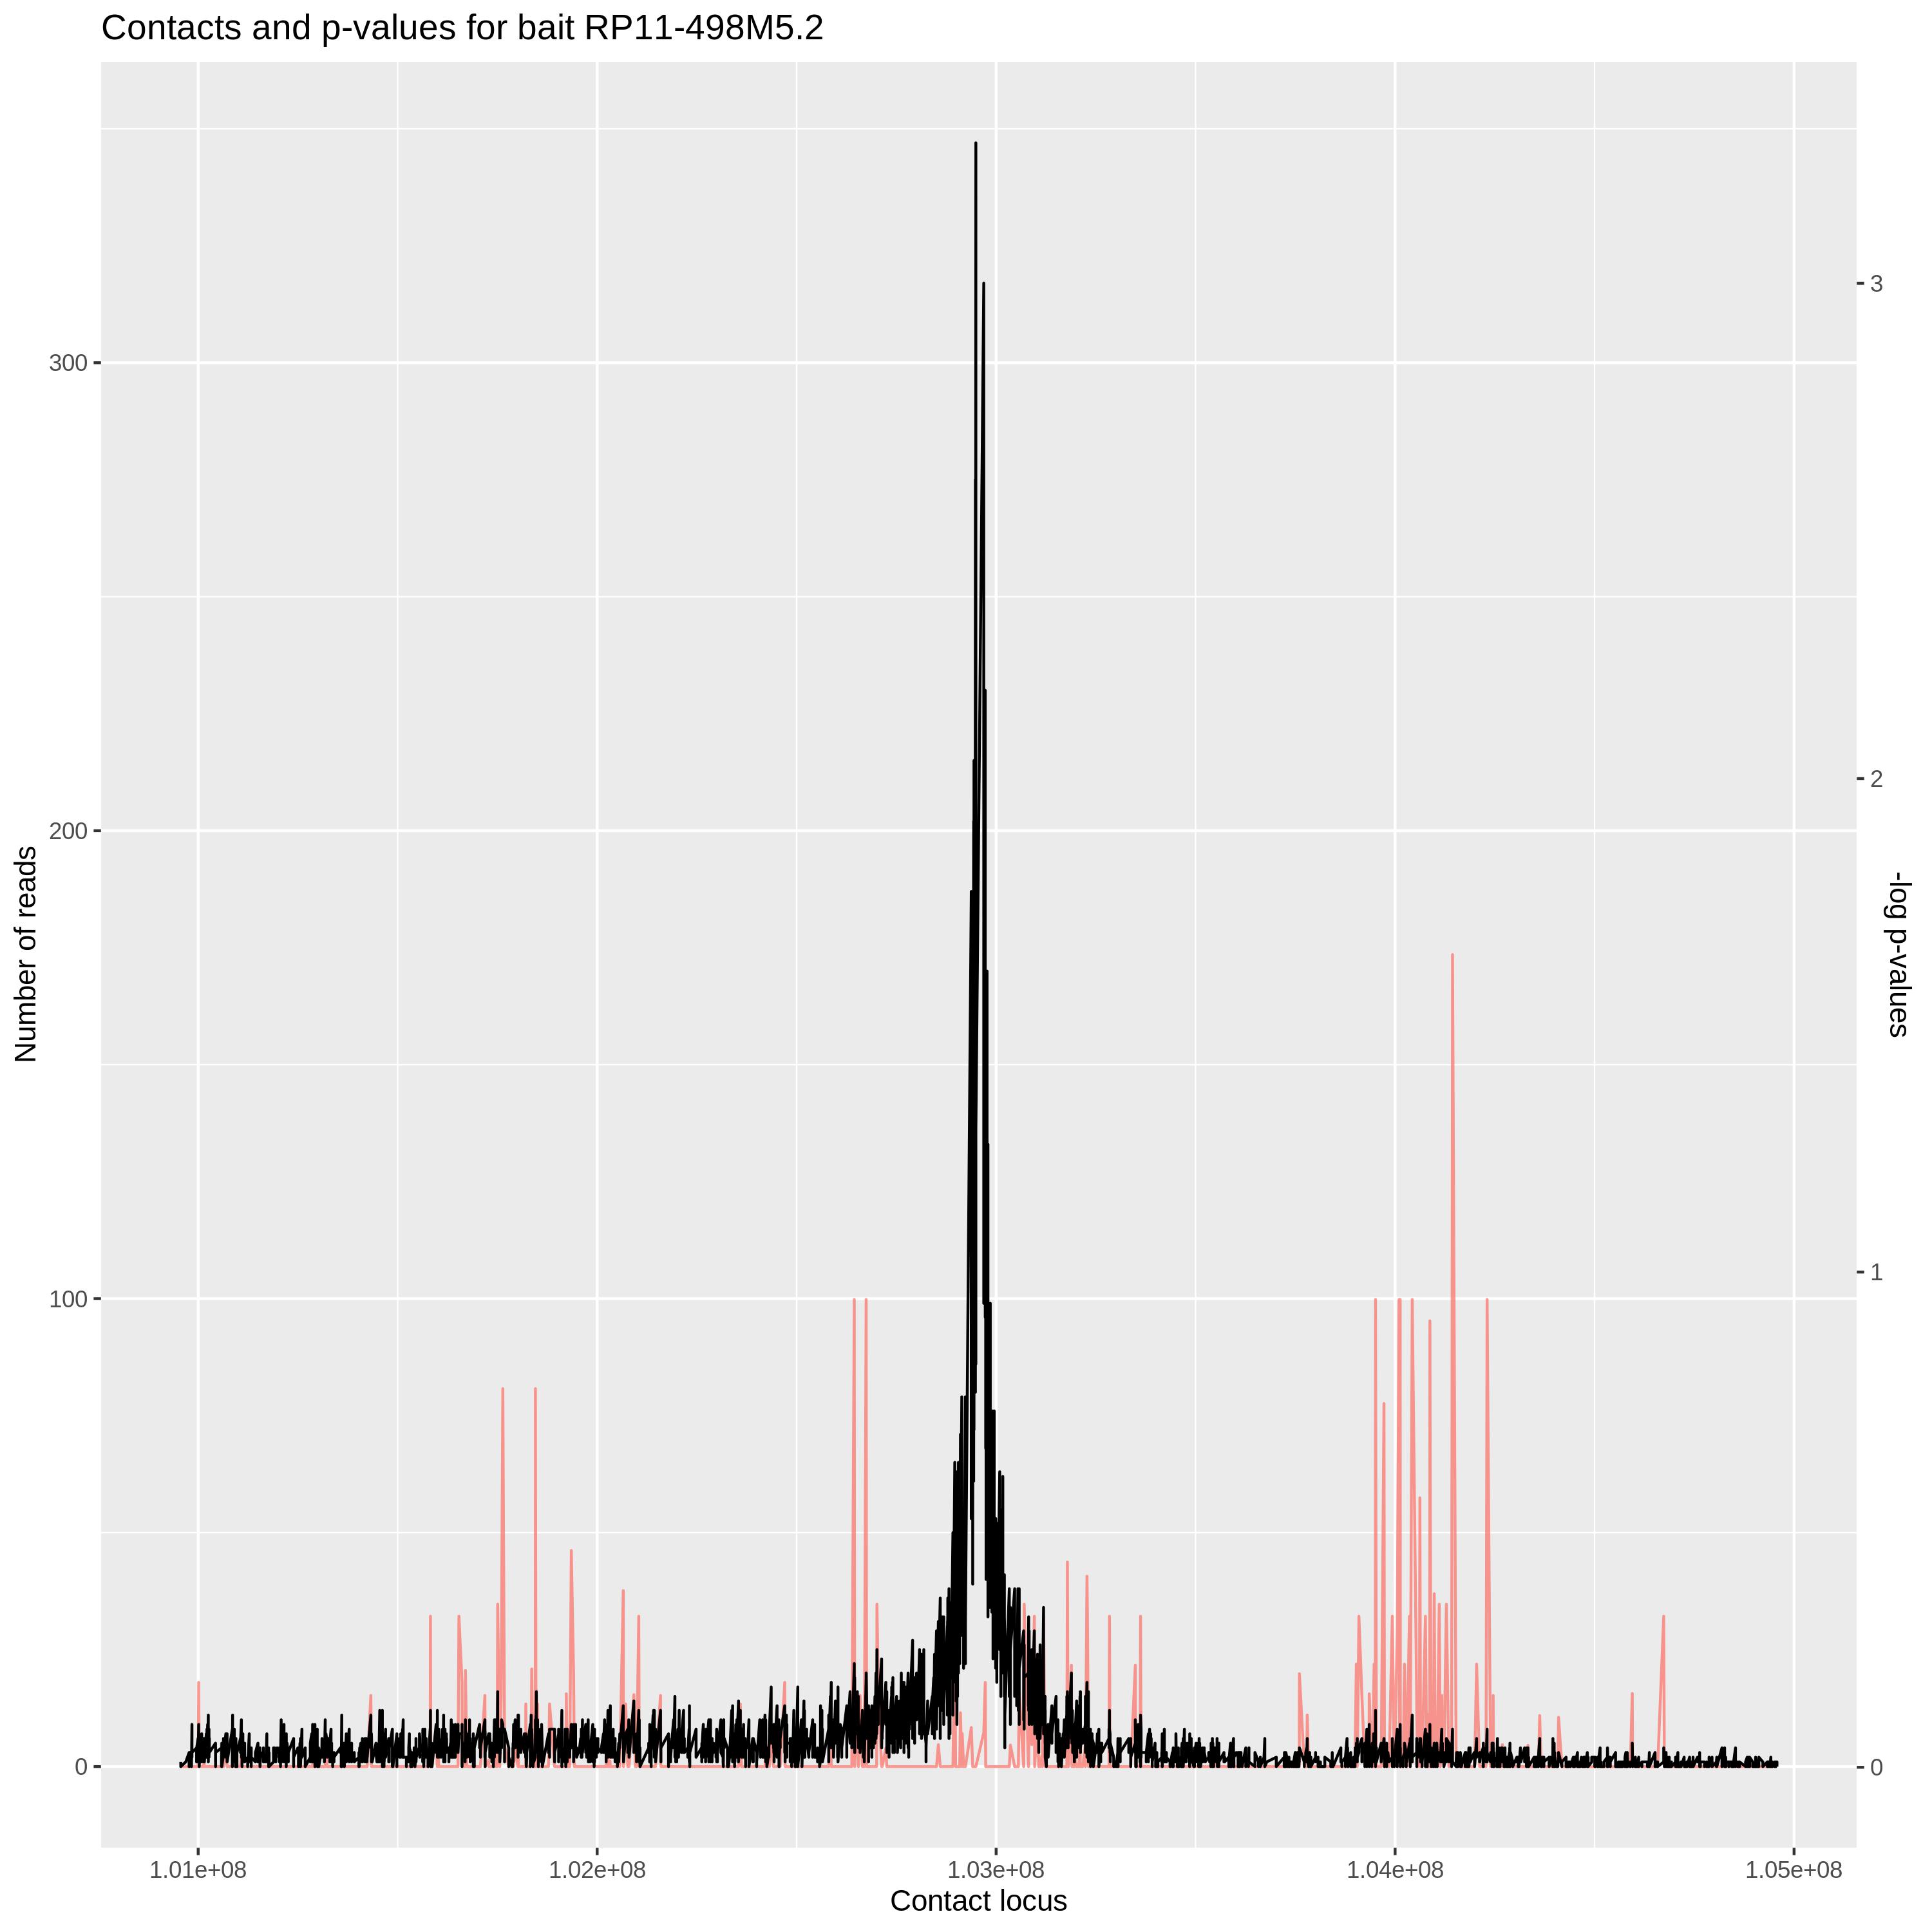 Contacts and p-values for bait RP11-498M5.2
300
200
100
0
3
2
1
0
Number of reads
-log p-values
1.01e+08
1.02e+08
1.03e+08
1.04e+08
1.05e+08
Contact locus